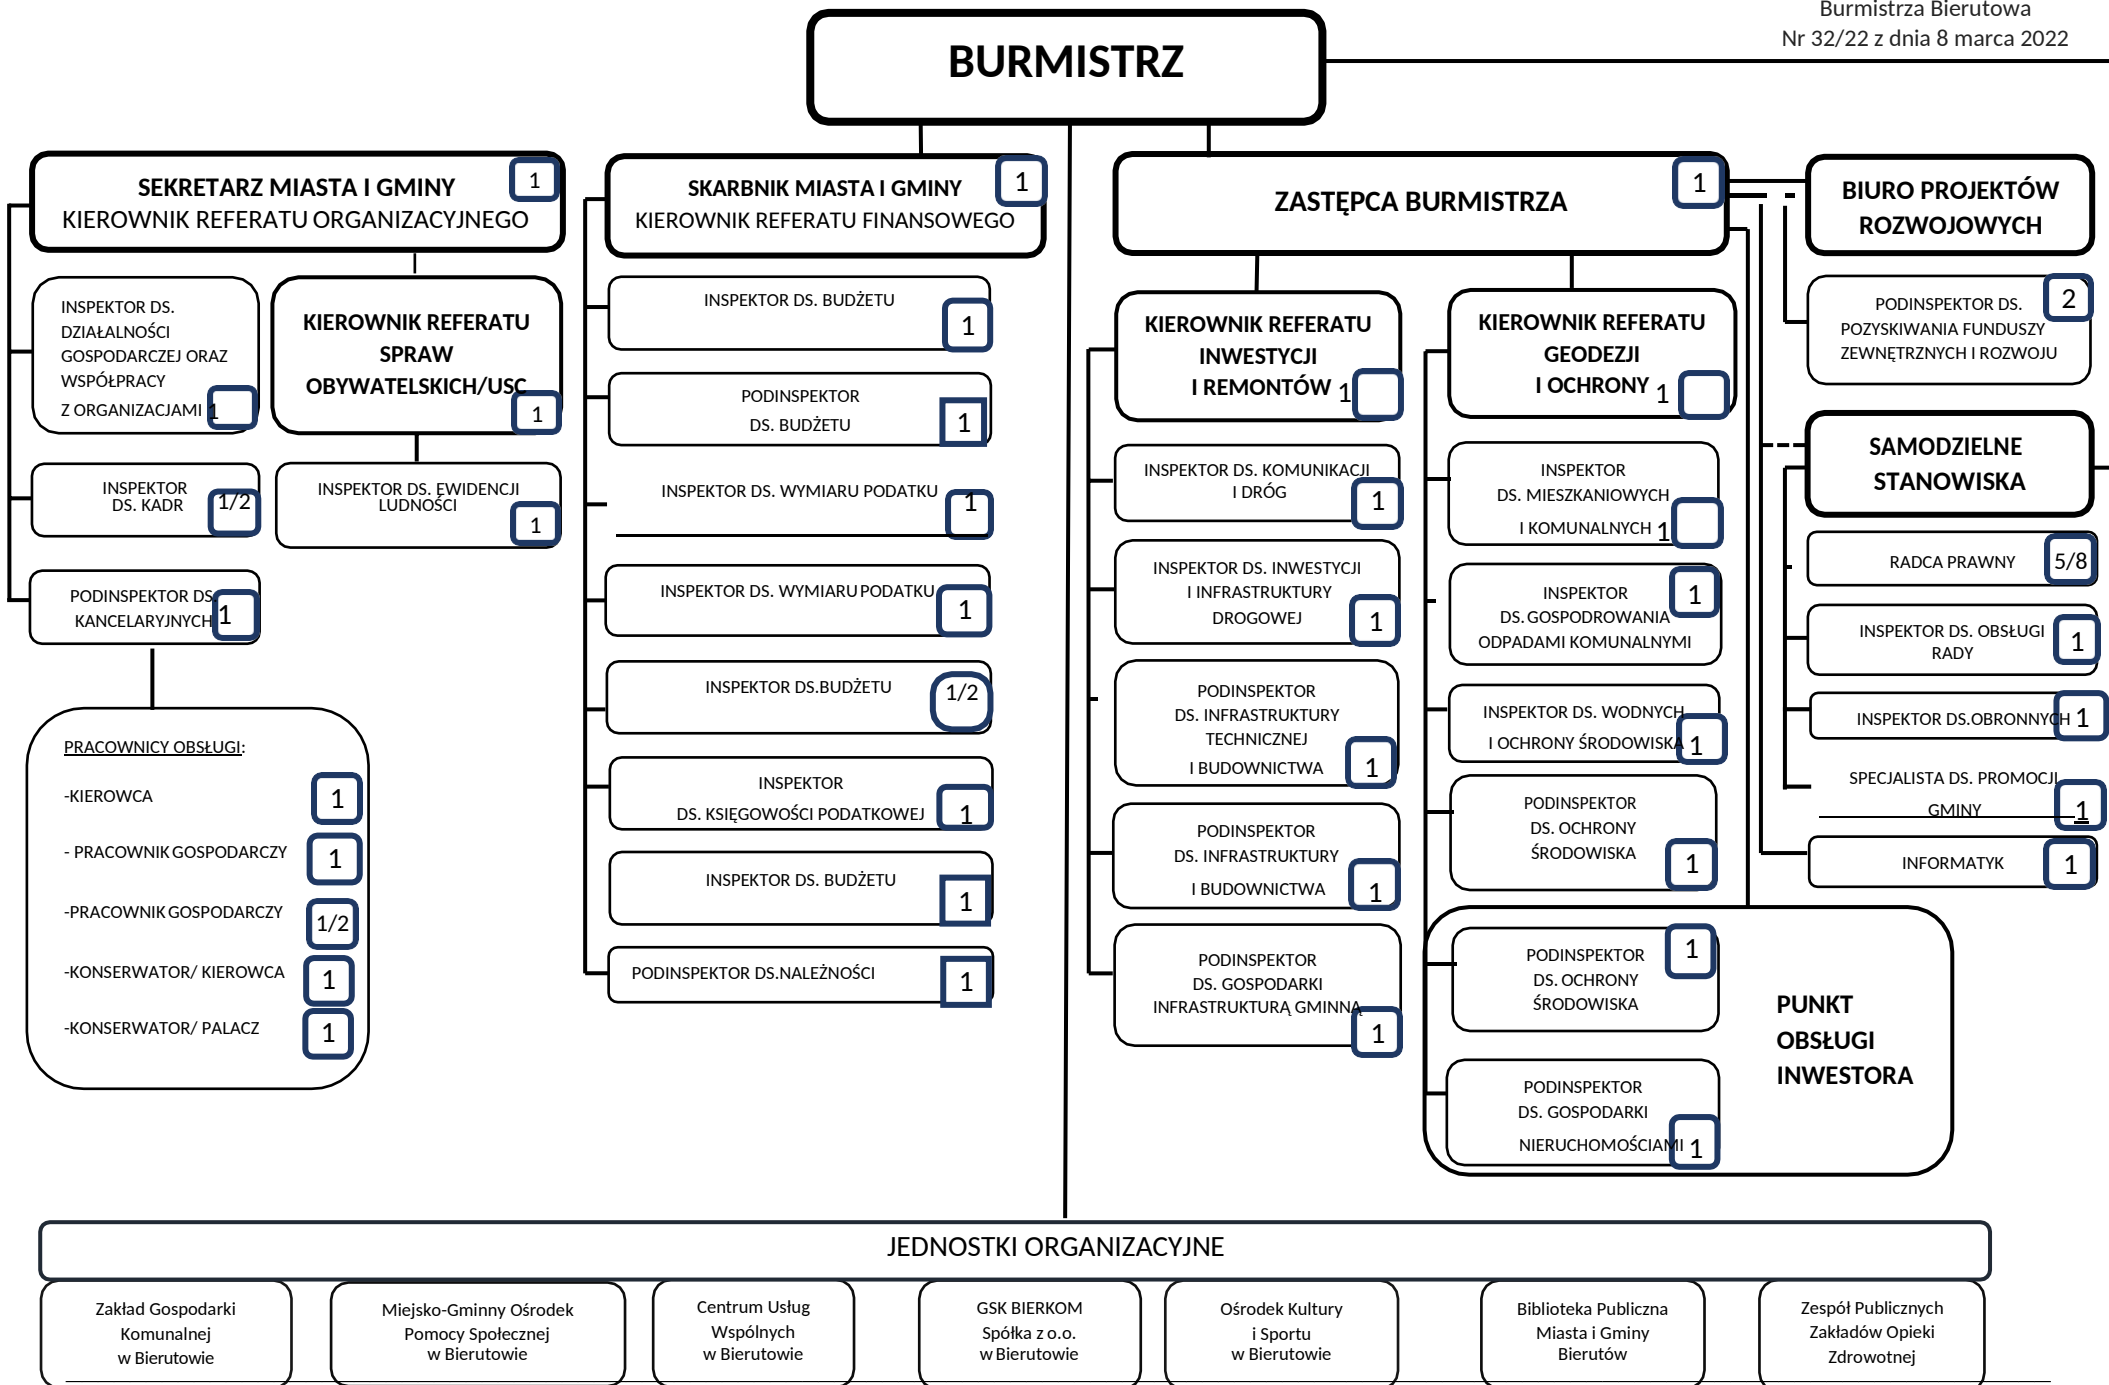 Burmistrza Bierutowa
Nr 32/22 z dnia 8 marca 2022
BURMISTRZ
SEKRETARZ MIASTA I GMINY
KIEROWNIK REFERATU ORGANIZACYJNEGO
1
INSPEKTOR DS.
DZIAŁALNOŚCI
GOSPODARCZEJ ORAZ
WSPÓŁPRACY
Z ORGANIZACJAMI 1
KIEROWNIK REFERATU
SPRAW
OBYWATELSKICH/USC
1
INSPEKTOR
DS. KADR
1/2
INSPEKTOR DS. EWIDENCJI
LUDNOŚCI
1
PODINSPEKTOR DS.
KANCELARYJNYCH
1
PRACOWNICY OBSŁUGI:
-KIEROWCA 1
- PRACOWNIK GOSPODARCZY 1
-PRACOWNIK GOSPODARCZY 1/2
-KONSERWATOR/ KIEROWCA 1
-KONSERWATOR/ PALACZ 1
SKARBNIK MIASTA I GMINY
KIEROWNIK REFERATU FINANSOWEGO
1
INSPEKTOR DS. BUDŻETU
1
PODINSPEKTOR
DS. BUDŻETU
1
INSPEKTOR DS. WYMIARU PODATKU
1
INSPEKTOR DS. WYMIARU PODATKU
1
INSPEKTOR DS.BUDŻETU
1/2
INSPEKTOR
DS. KSIĘGOWOŚCI PODATKOWEJ
1
INSPEKTOR DS. BUDŻETU
1
PODINSPEKTOR DS.NALEŻNOŚCI
1
ZASTĘPCA BURMISTRZA
1
KIEROWNIK REFERATU
INWESTYCJI
I REMONTÓW 1
INSPEKTOR DS. KOMUNIKACJI
I DRÓG
1
INSPEKTOR DS. INWESTYCJI
I INFRASTRUKTURY
DROGOWEJ
1
PODINSPEKTOR
DS. INFRASTRUKTURY
TECHNICZNEJ
I BUDOWNICTWA
1
PODINSPEKTOR
DS. INFRASTRUKTURY
I BUDOWNICTWA
1
PODINSPEKTOR
DS. GOSPODARKI
INFRASTRUKTURĄ GMINNĄ
1
KIEROWNIK REFERATU
GEODEZJI
I OCHRONY 1
INSPEKTOR
DS. MIESZKANIOWYCH
I KOMUNALNYCH 1
INSPEKTOR
DS.GOSPODROWANIA
ODPADAMI KOMUNALNYMI
1
INSPEKTOR DS. WODNYCH
I OCHRONY ŚRODOWISKA 1
PODINSPEKTOR
DS. OCHRONY
ŚRODOWISKA
1
PODINSPEKTOR
DS. OCHRONY
ŚRODOWISKA
1
PODINSPEKTOR
DS. GOSPODARKI
NIERUCHOMOŚCIAMI 1
PUNKT
OBSŁUGI
INWESTORA
BIURO PROJEKTÓW
ROZWOJOWYCH
PODINSPEKTOR DS.
POZYSKIWANIA FUNDUSZY
ZEWNĘTRZNYCH I ROZWOJU
2
SAMODZIELNE
STANOWISKA
RADCA PRAWNY 5/8
INSPEKTOR DS. OBSŁUGI
RADY
1
INSPEKTOR DS.OBRONNYCH 1
SPECJALISTA DS. PROMOCJI
GMINY 1
INFORMATYK 1
JEDNOSTKI ORGANIZACYJNE
Zakład Gospodarki
Komunalnej
w Bierutowie
Miejsko-Gminny Ośrodek
Pomocy Społecznej
w Bierutowie
Centrum Usług
Wspólnych
w Bierutowie
GSK BIERKOM
Spółka z o.o.
w Bierutowie
Ośrodek Kultury
i Sportu
w Bierutowie
Biblioteka Publiczna
Miasta i Gminy
Bierutów
Zespół Publicznych
Zakładów Opieki
Zdrowotnej